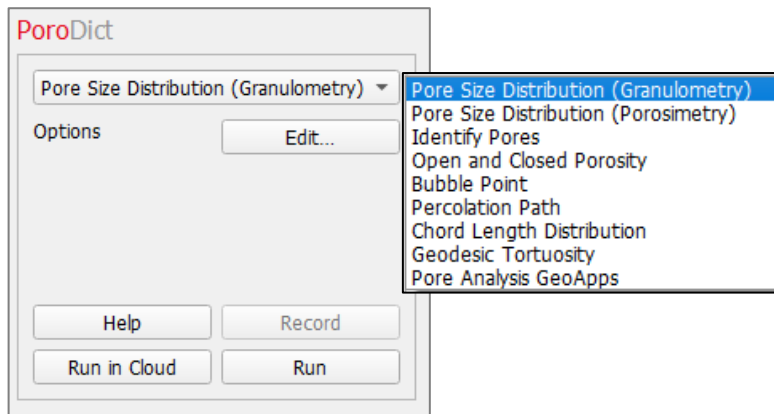 PoroDict
Pore Size Distribution (Granulometry)
Options
Edit...
Help
Record
Run in Cloud
Run
Pore Size Distribution (Granulometry)
Pore Size Distribution (Porosimetry)
Identify Pores
Open and Closed Porosity
Bubble Point
Percolation Path
Chord Length Distribution
Geodesic Tortuosity
Pore Analysis GeoApps